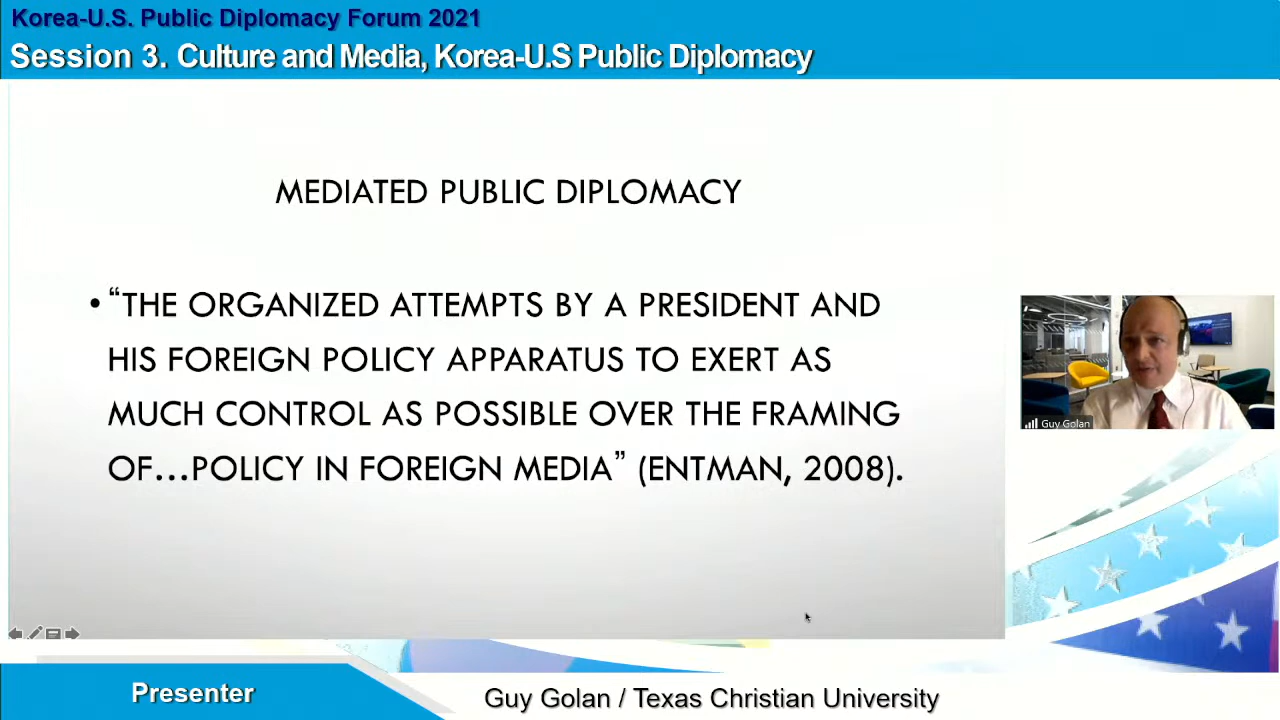 Korea-U.S. Public Diplomacy Forum 2021
Session 3. Culture and Media, Korea-U.S Public Diplomacy
MEDIATED PUBLIC DIPLOMACY
• “THE ORGANIZED ATTEMPTS BY A PRESIDENT AND
HIS FOREIGN POLICY APPARATUS TO EXERT AS
MUCH CONTROL AS POSSIBLE OVER THE FRAMING
OF…POLICY IN FOREIGN MEDIA” (ENTMAN, 2008).
Guy Golan
Presenter
Guy Golan / Texas Christian University